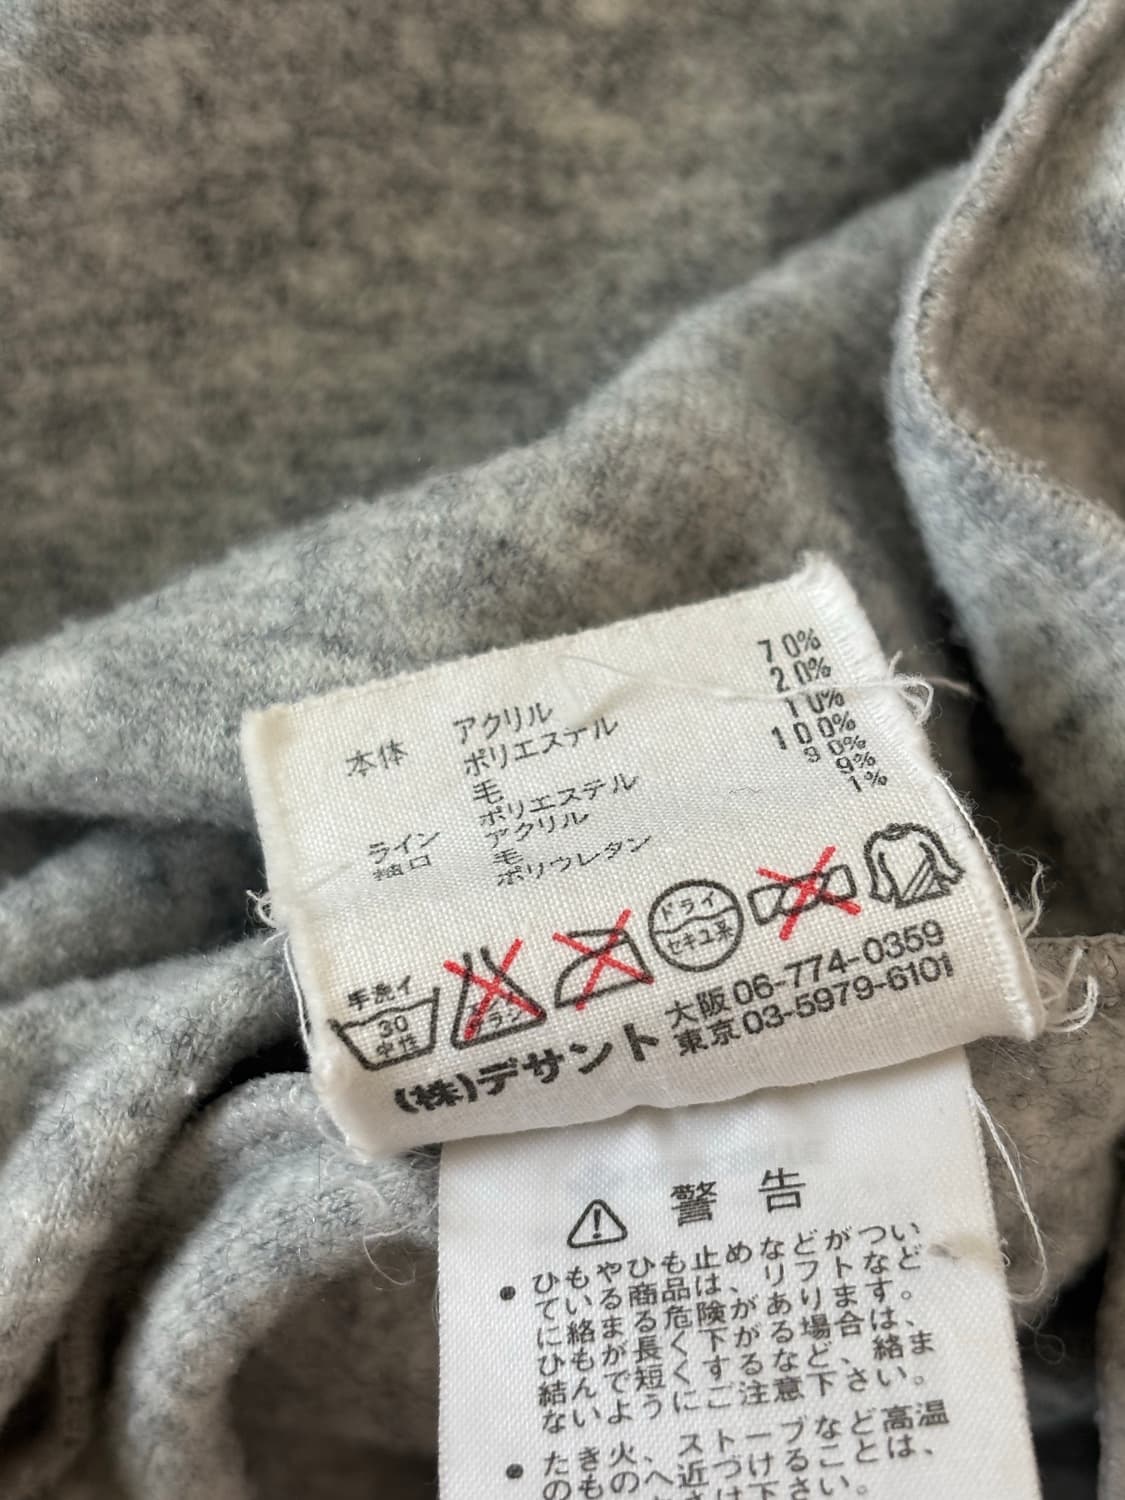 本体 アクリル 70%
ポリエステル 20%
毛 10%
ライン ポリエステル 100%
袖口 アクリル 90%
毛 9%
ポリウレタン 1%
手洗イ
30
中性
エンソ
サラシ
ドライ
セキユ系
(株)デサント 大阪06-774-0359
東京03-5979-6101
警告
• ひもやひも止めなどがつい
ている商品は、リフトなど
に絡まる危険があります。
ひもが長く下がる場合は、
結んで短くするなど、絡ま
ないようにご注意下さい。
• たき火、ストーブなど高温
のものへ近づけることは、